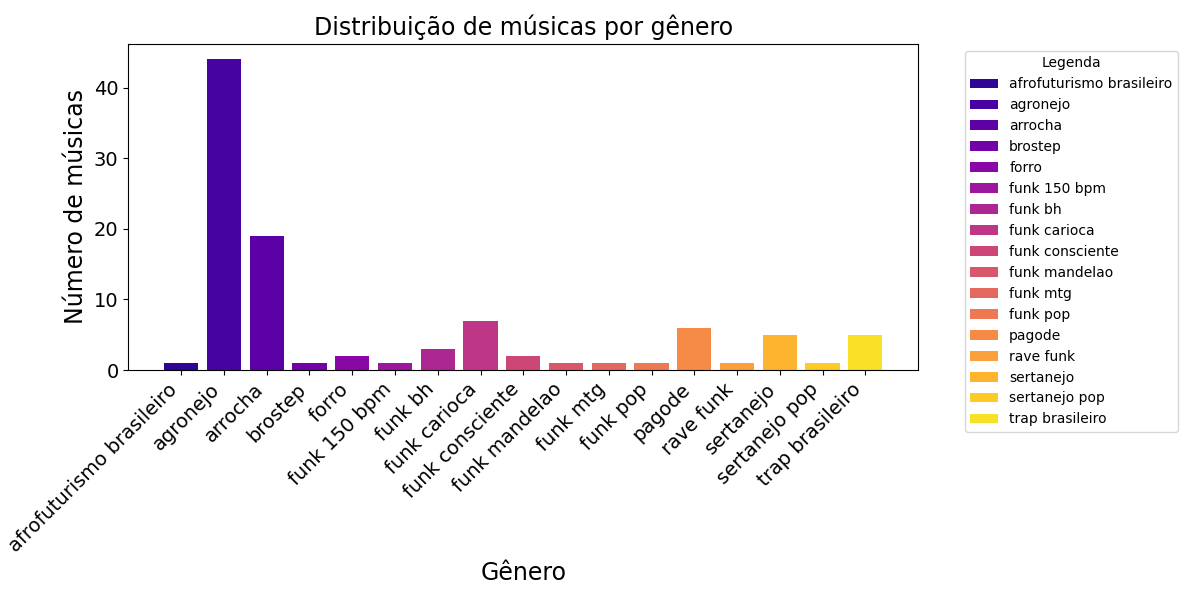 Distribuição de músicas por gênero
Número de músicas
40
30
20
10
0
afrofuturismo brasileiro
agronejo
arrocha
brostep
forro
funk 150 bpm
funk bh
funk carioca
funk consciente
funk mandelao
funk mtg
funk pop
pagode
rave funk
sertanejo
sertanejo pop
trap brasileiro
Gênero
Legenda
afrofuturismo brasileiro
agronejo
arrocha
brostep
forro
funk 150 bpm
funk bh
funk carioca
funk consciente
funk mandelao
funk mtg
funk pop
pagode
rave funk
sertanejo
sertanejo pop
trap brasileiro